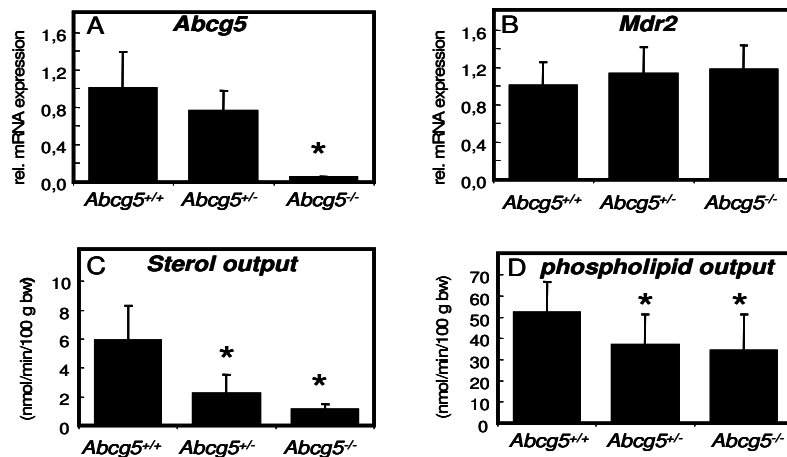 A Abcg5
rel. mRNA expression
1,6
1,2
0,8
0,4
0,0
*
Abcg5+/+ Abcg5+/- Abcg5-/-
B Mdr2
rel. mRNA expression
1,6
1,2
0,8
0,4
0,0
Abcg5+/+ Abcg5+/- Abcg5-/-
C Sterol output
(nmol/min/100 g bw)
10
8
6
4
2
0
* *
Abcg5+/+ Abcg5+/- Abcg5-/-
D phospholipid output
(nmol/min/100 g bw)
70
60
50
40
30
20
10
0
* *
Abcg5+/+ Abcg5+/- Abcg5-/-